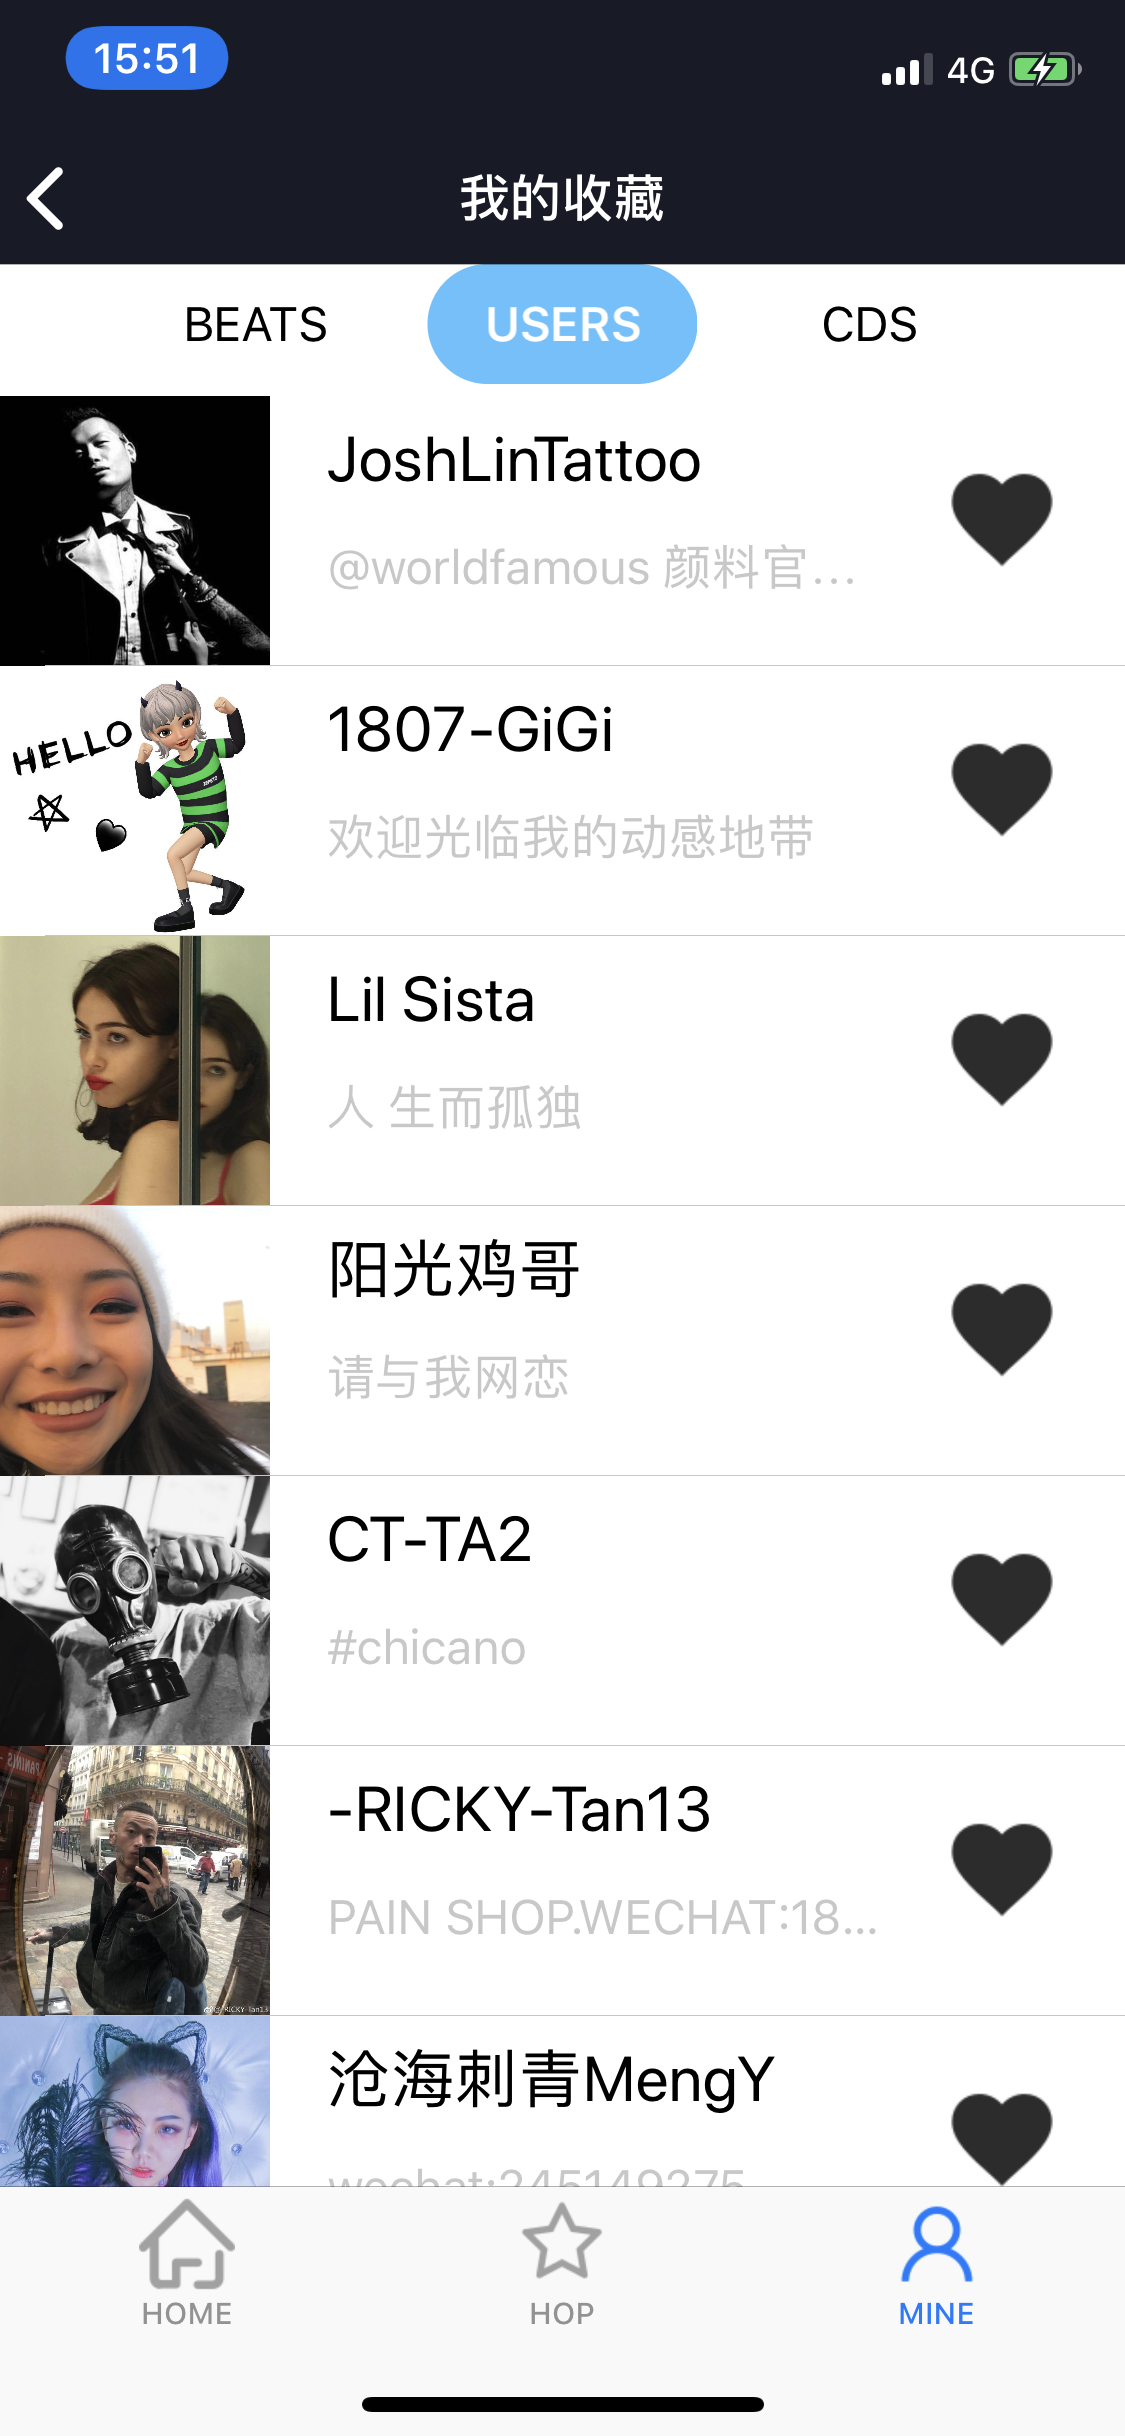 15:51
4G
我的收藏
BEATS
USERS
CDS
JoshLinTattoo
@worldfamous 颜料官...
HELLO
1807-GiGi
欢迎光临我的动感地带
Lil Sista
人 生而孤独
阳光鸡哥
请与我网恋
CT-TA2
#chicano
-RICKY-Tan13
PAIN SHOP.WECHAT:18...
沧海刺青MengY
wechat:245149275
HOME
HOP
MINE